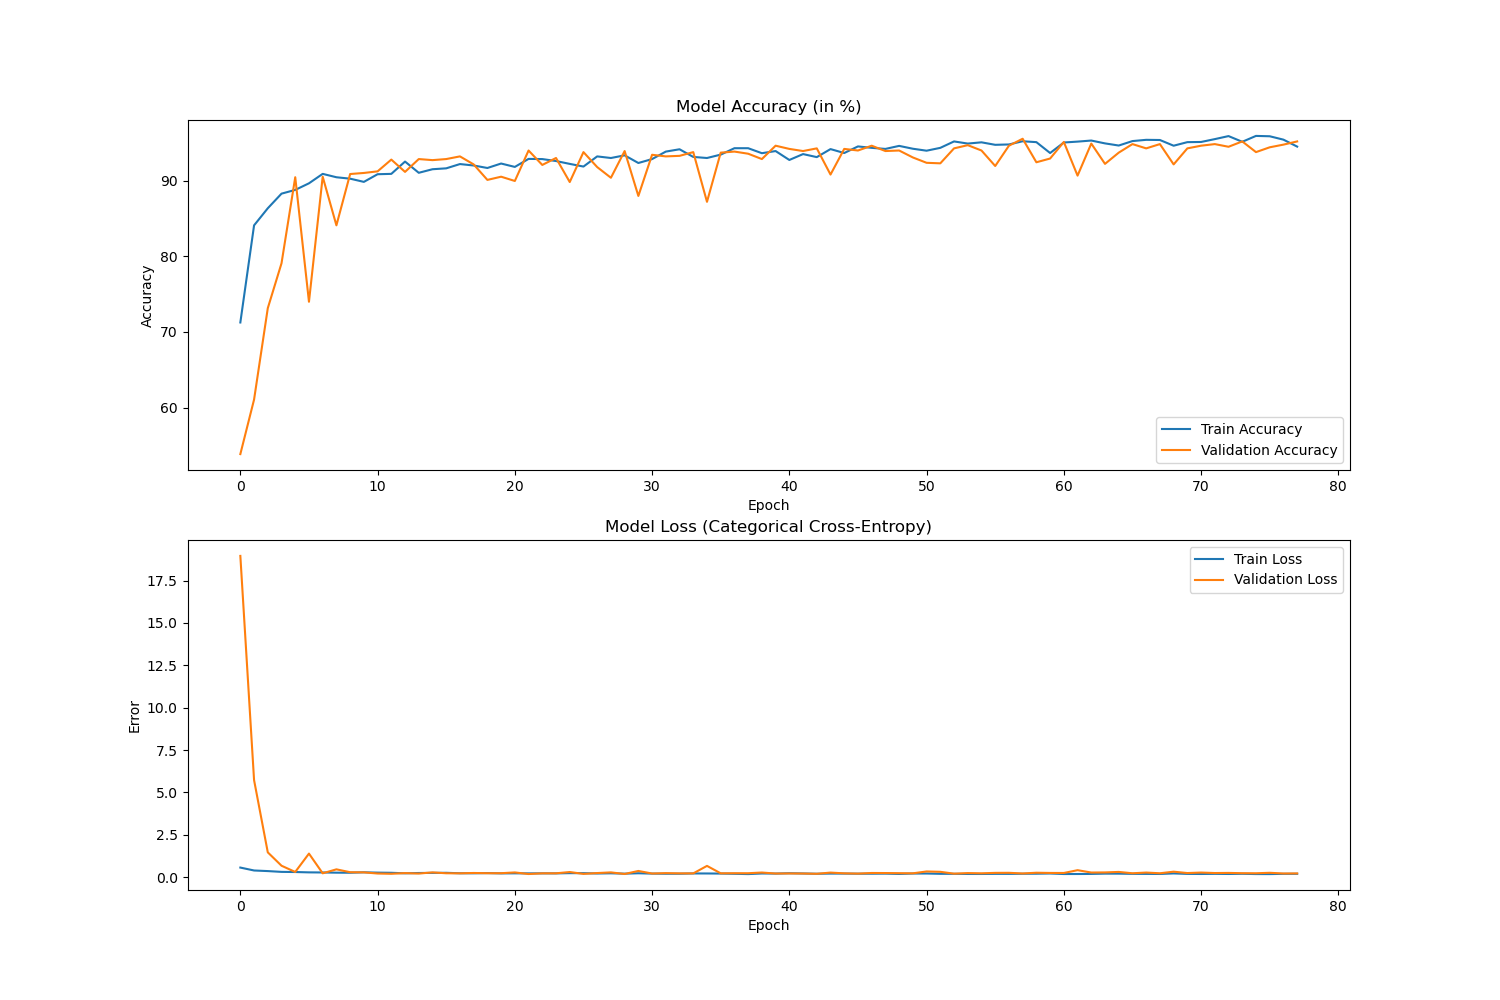 Model Accuracy (in %)
90
80
70
60
Accuracy
Train Accuracy
Validation Accuracy
0 10 20 30 40 50 60 70 80
Epoch
Model Loss (Categorical Cross-Entropy)
17.5
15.0
12.5
10.0
7.5
5.0
2.5
0.0
Error
Train Loss
Validation Loss
0 10 20 30 40 50 60 70 80
Epoch